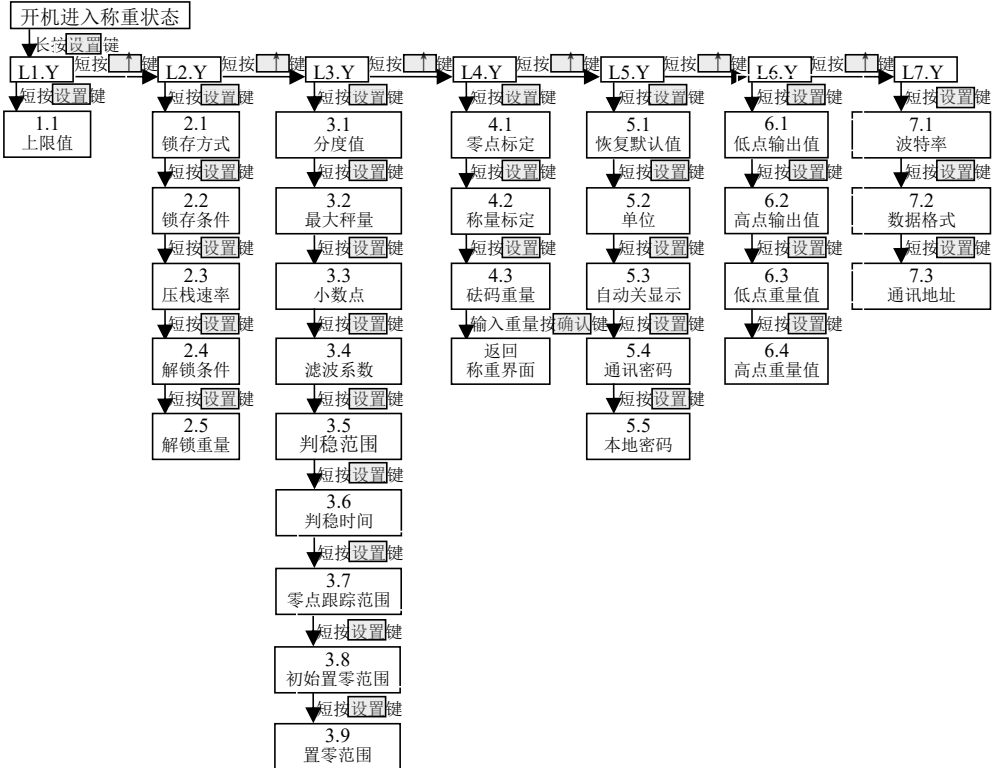 开机进入称重状态
长按设置键
L1.Y
短按↑键
L2.Y
短按↑键
L3.Y
短按↑键
L4.Y
短按↑键
L5.Y
短按↑键
L6.Y
短按↑键
L7.Y
短按设置键
1.1
上限值
短按设置键
2.1
锁存方式
短按设置键
2.2
锁存条件
短按设置键
2.3
压栈速率
短按设置键
2.4
解锁条件
短按设置键
2.5
解锁重量
短按设置键
3.1
分度值
短按设置键
3.2
最大秤量
短按设置键
3.3
小数点
短按设置键
3.4
滤波系数
短按设置键
3.5
判稳范围
短按设置键
3.6
判稳时间
短按设置键
3.7
零点跟踪范围
短按设置键
3.8
初始置零范围
短按设置键
3.9
置零范围
短按设置键
4.1
零点标定
短按设置键
4.2
称量标定
短按设置键
4.3
砝码重量
输入重量按确认键
返回
称重界面
短按设置键
5.1
恢复默认值
短按设置键
5.2
单位
短按设置键
5.3
自动关显示
短按设置键
5.4
通讯密码
短按设置键
5.5
本地密码
短按设置键
6.1
低点输出值
短按设置键
6.2
高点输出值
短按设置键
6.3
低点重量值
短按设置键
6.4
高点重量值
短按设置键
7.1
波特率
短按设置键
7.2
数据格式
短按设置键
7.3
通讯地址